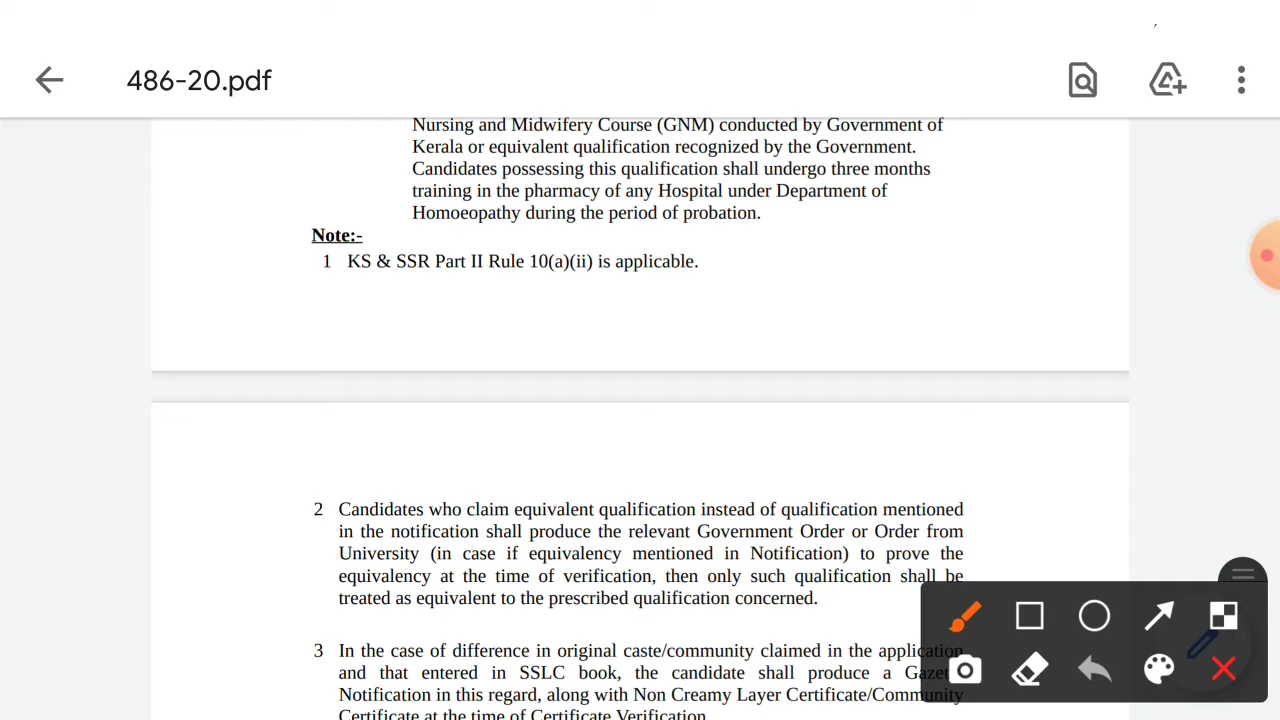 486-20.pdf
Nursing and Midwifery Course (GNM) conducted by Government of
Kerala or equivalent qualification recognized by the Government.
Candidates possessing this qualification shall undergo three months
training in the pharmacy of any Hospital under Department of
Homoeopathy during the period of probation.
Note:-
1 KS & SSR Part II Rule 10(a)(ii) is applicable.
2 Candidates who claim equivalent qualification instead of qualification mentioned
in the notification shall produce the relevant Government Order or Order from
University (in case if equivalency mentioned in Notification) to prove the
equivalency at the time of verification, then only such qualification shall be
treated as equivalent to the prescribed qualification concerned.
3 In the case of difference in original caste/community claimed in the application
and that entered in SSLC book, the candidate shall produce a Gazette
Notification in this regard, along with Non Creamy Layer Certificate/Community
Certificate at the time of Certificate Verification.